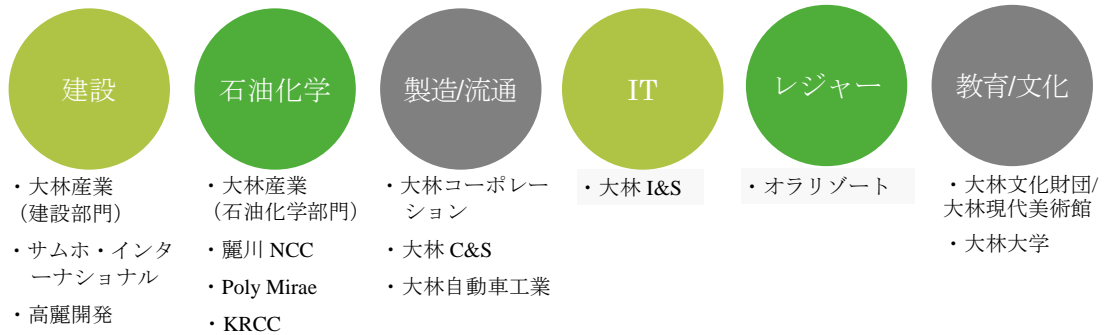 建設
石油化学
製造/流通
IT
レジャー
教育/文化
・大林産業
（建設部門）
・サムホ・インタ
ーナショナル
・高麗開発
・大林産業
（石油化学部門）
・麗川 NCC
・Poly Mirae
・KRCC
・大林コーポレー
ション
・大林 C&S
・大林自動車工業
・大林 I&S
・オラリゾート
・大林文化財団/
大林現代美術館
・大林大学